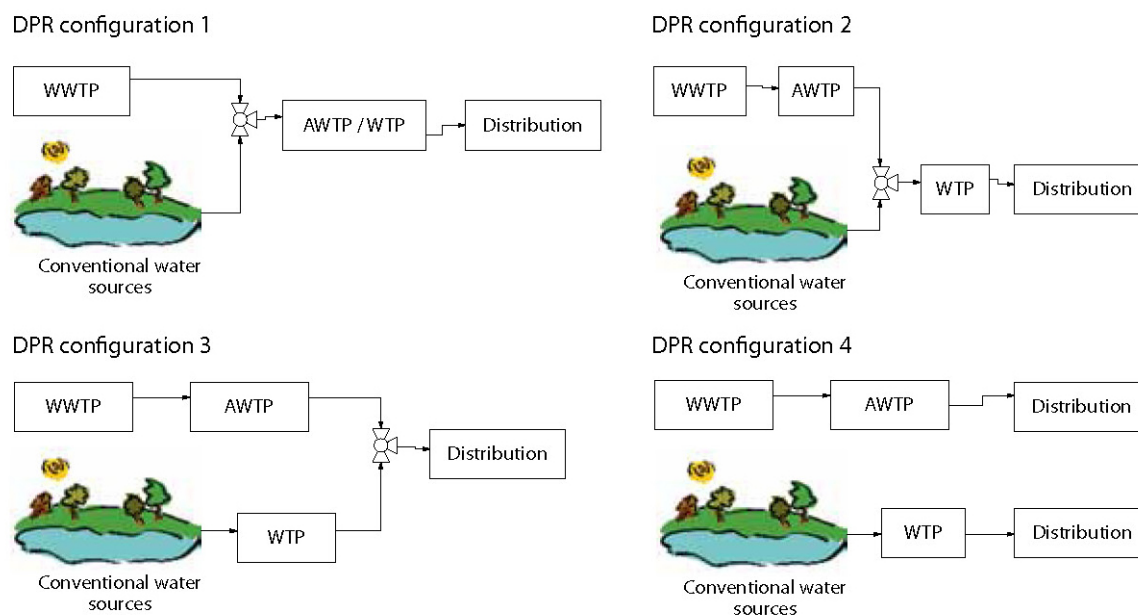 DPR configuration 1
WWTP
AWTP / WTP
Distribution
Conventional water
sources
DPR configuration 2
WWTP
AWTP
WTP
Distribution
Conventional water
sources
DPR configuration 3
WWTP
AWTP
Distribution
WTP
Conventional water
sources
DPR configuration 4
WWTP
AWTP
Distribution
WTP
Distribution
Conventional water
sources